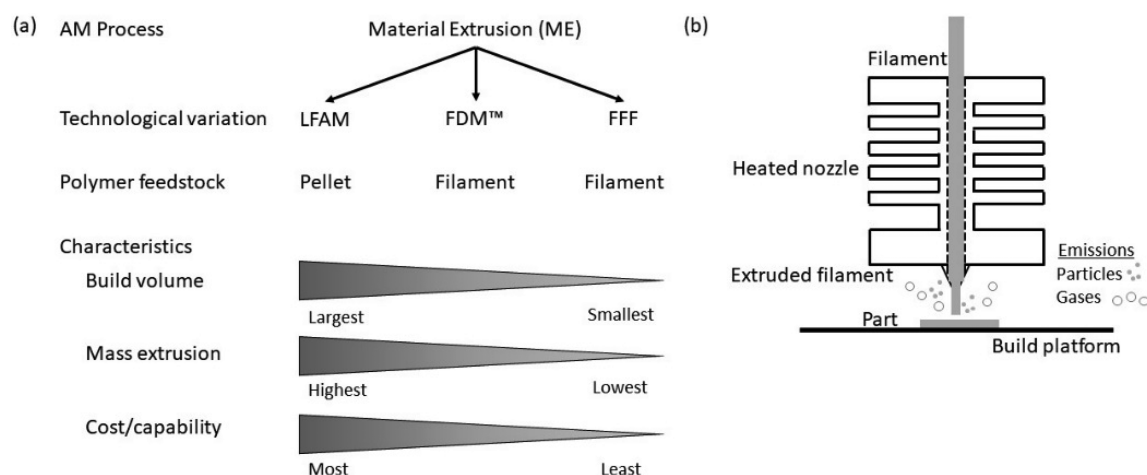 (a) AM Process Material Extrusion (ME)
Technological variation LFAM FDM™ FFF
Polymer feedstock Pellet Filament Filament
Characteristics
Build volume
Largest Smallest
Mass extrusion
Highest Lowest
Cost/capability
Most Least
(b)
Filament
Heated nozzle
Extruded filament
Emissions
Particles
Gases
Part
Build platform